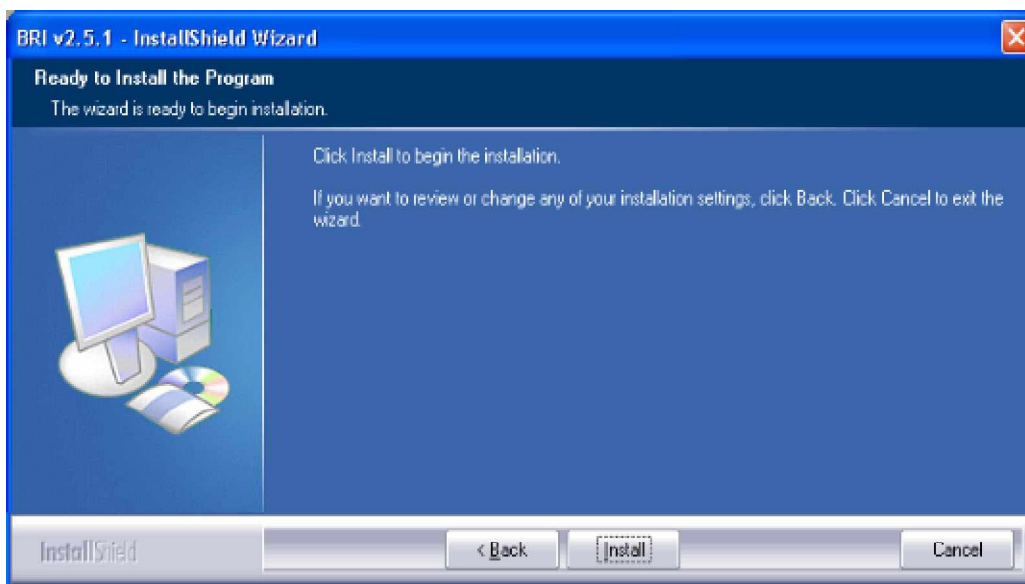 BRI v2.5.1 - InstallShield Wizard
Ready to Install the Program
The wizard is ready to begin installation.
Click Install to begin the installation.
If you want to review or change any of your installation settings, click Back. Click Cancel to exit the
wizard.
InstallShield
< Back
Install
Cancel